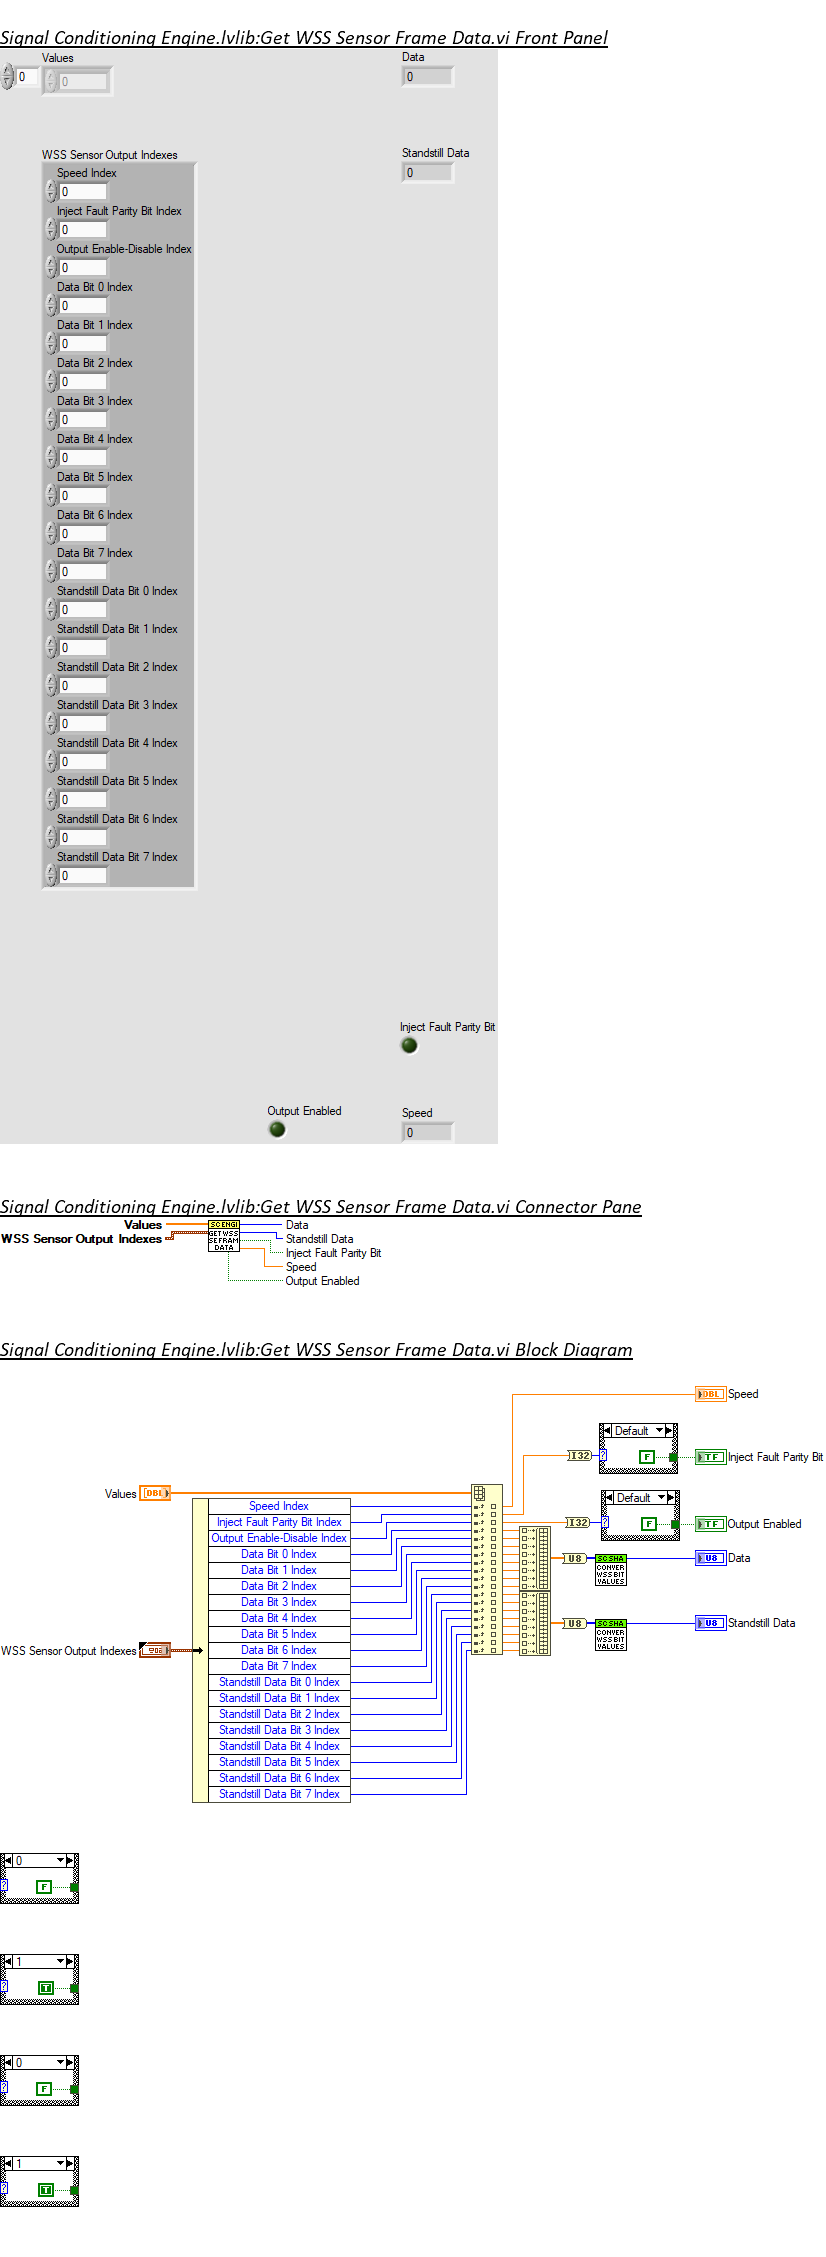 Signal Conditioning Engine.lvlib:Get WSS Sensor Frame Data.vi Front Panel
Values
Data
0
0
0
WSS Sensor Output Indexes
Standstill Data
Speed Index
0
0
Inject Fault Parity Bit Index
0
Output Enable-Disable Index
0
Data Bit 0 Index
0
Data Bit 1 Index
0
Data Bit 2 Index
0
Data Bit 3 Index
0
Data Bit 4 Index
0
Data Bit 5 Index
0
Data Bit 6 Index
0
Data Bit 7 Index
0
Standstill Data Bit 0 Index
0
Standstill Data Bit 1 Index
0
Standstill Data Bit 2 Index
0
Standstill Data Bit 3 Index
0
Standstill Data Bit 4 Index
0
Standstill Data Bit 5 Index
0
Standstill Data Bit 6 Index
0
Standstill Data Bit 7 Index
0
Inject Fault Parity Bit
Output Enabled
Speed
0
Signal Conditioning Engine.lvlib:Get WSS Sensor Frame Data.vi Connector Pane
Values
WSS Sensor Output Indexes
SC ENGI
GET WSS
SE FRAM
DATA
Data
Standstill Data
Inject Fault Parity Bit
Speed
Output Enabled
Signal Conditioning Engine.lvlib:Get WSS Sensor Frame Data.vi Block Diagram
DBL
Speed
Default
I32
?
F
TF
Inject Fault Parity Bit
Values
DBL
Default
I32
?
F
TF
Output Enabled
Speed Index
Inject Fault Parity Bit Index
Output Enable-Disable Index
Data Bit 0 Index
Data Bit 1 Index
Data Bit 2 Index
Data Bit 3 Index
Data Bit 4 Index
Data Bit 5 Index
Data Bit 6 Index
Data Bit 7 Index
Standstill Data Bit 0 Index
Standstill Data Bit 1 Index
Standstill Data Bit 2 Index
Standstill Data Bit 3 Index
Standstill Data Bit 4 Index
Standstill Data Bit 5 Index
Standstill Data Bit 6 Index
Standstill Data Bit 7 Index
WSS Sensor Output Indexes
U8
SC SHA
CONVER
WSS BIT
VALUES
U8
Data
U8
SC SHA
CONVER
WSS BIT
VALUES
U8
Standstill Data
0
?
F
1
?
T
0
?
F
1
?
T